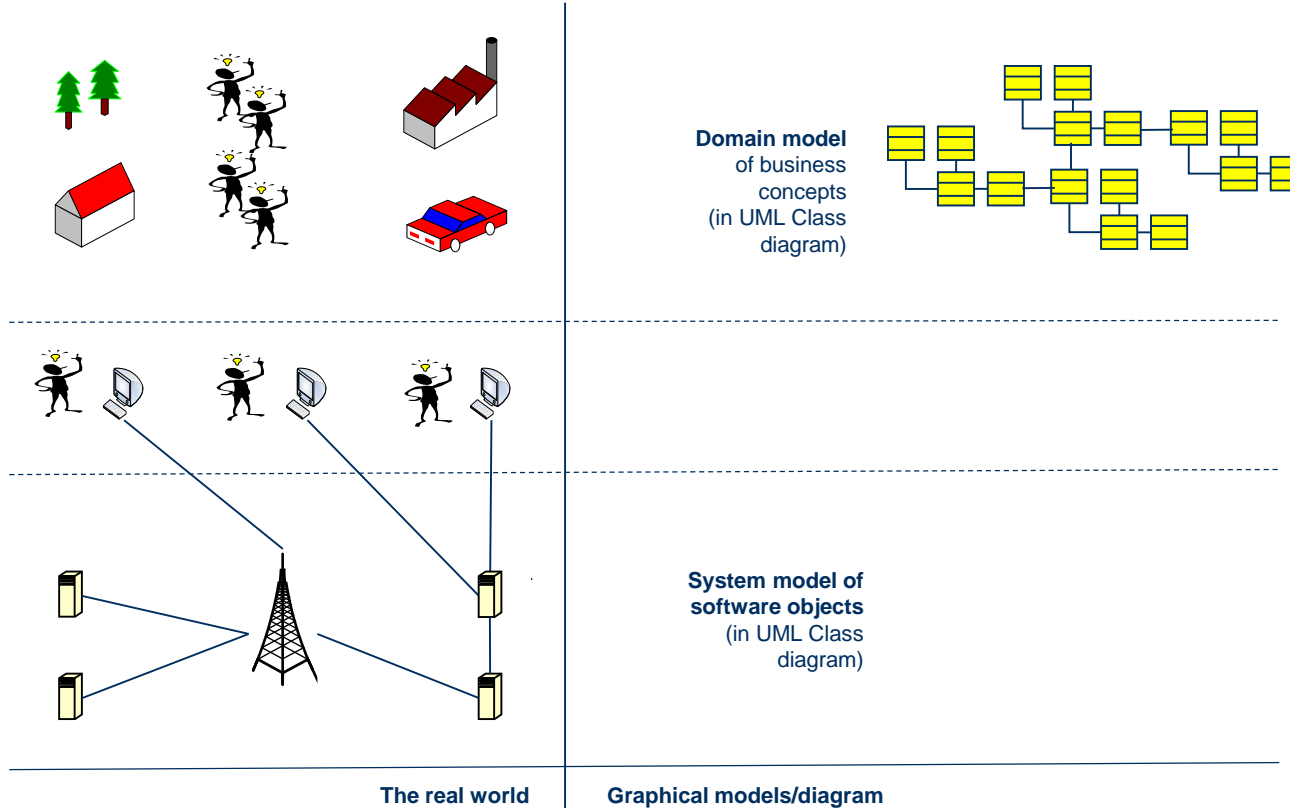 Domain model
of business
concepts
(in UML Class
diagram)
System model of
software objects
(in UML Class
diagram)
The real world
Graphical models/diagram